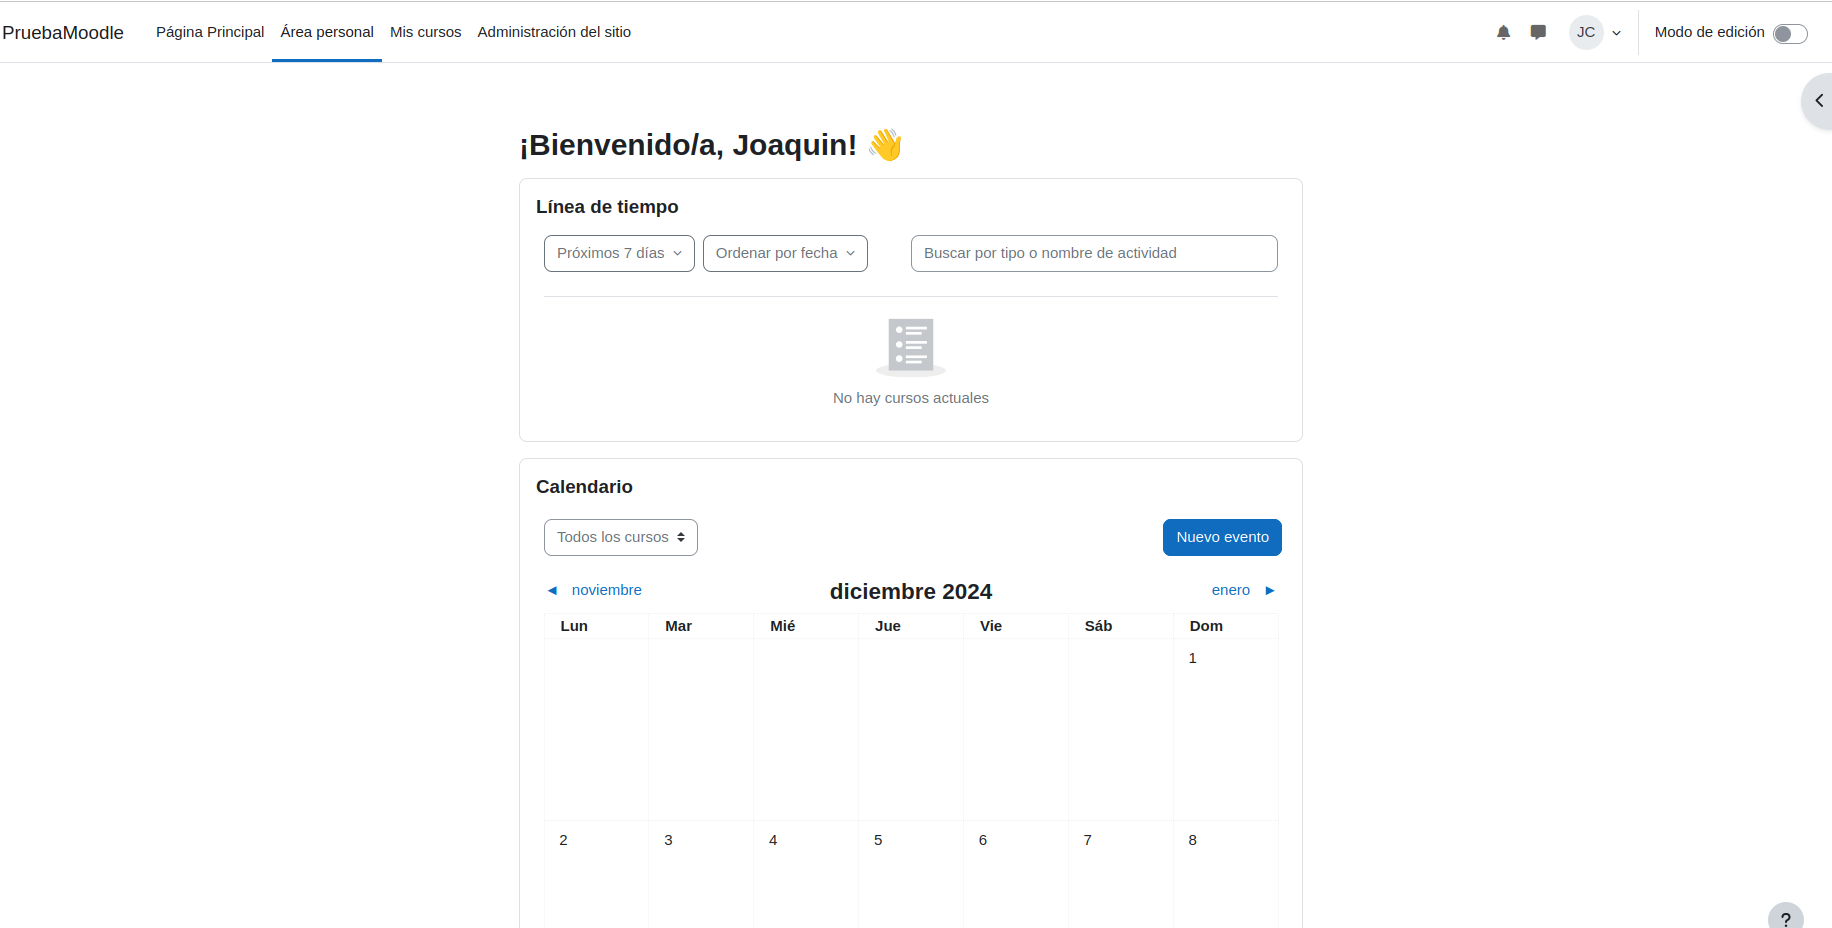 PruebaMoodle Página Principal Área personal Mis cursos Administración del sitio JC Modo de edición
¡Bienvenido/a, Joaquin! 👋
Línea de tiempo
Próximos 7 días Ordenar por fecha Buscar por tipo o nombre de actividad
No hay cursos actuales
Calendario
Todos los cursos Nuevo evento
◄ noviembre diciembre 2024 enero ►
Lun Mar Mié Jue Vie Sáb Dom
1
2 3 4 5 6 7 8
?